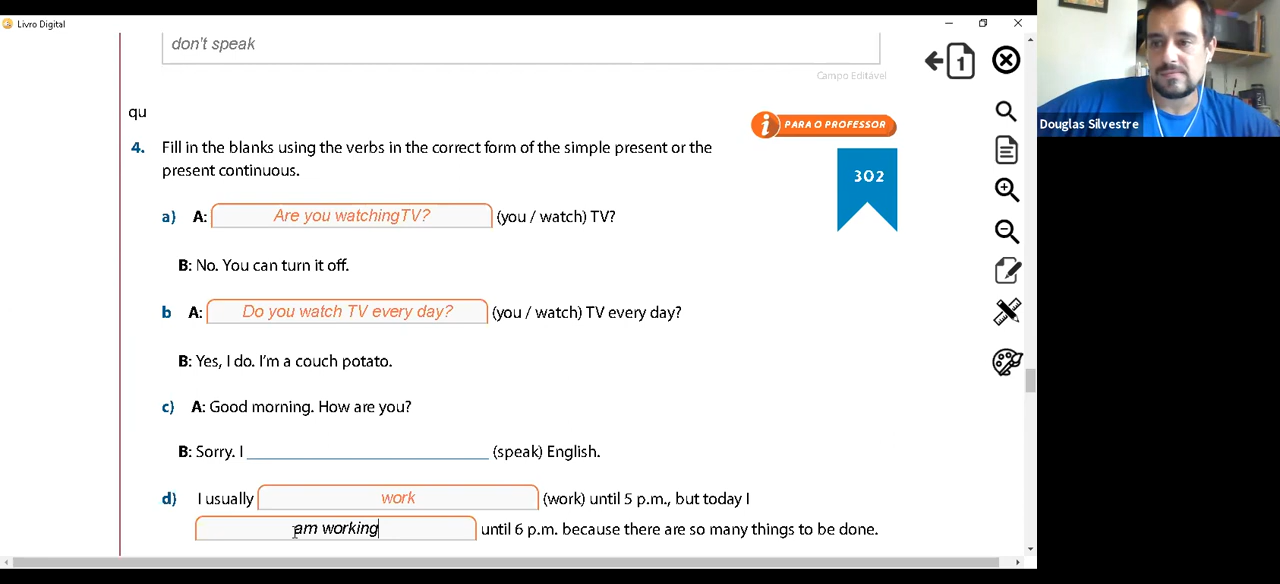 Livro Digital
don't speak
Campo Editável
1
qu
PARA O PROFESSOR
4. Fill in the blanks using the verbs in the correct form of the simple present or the
present continuous.
302
a) A: Are you watchingTV? (you / watch) TV?
B: No. You can turn it off.
b A: Do you watch TV every day? (you / watch) TV every day?
B: Yes, I do. I'm a couch potato.
c) A: Good morning. How are you?
B: Sorry. I ____ (speak) English.
d) I usually work (work) until 5 p.m., but today I
am working until 6 p.m. because there are so many things to be done.
Douglas Silvestre